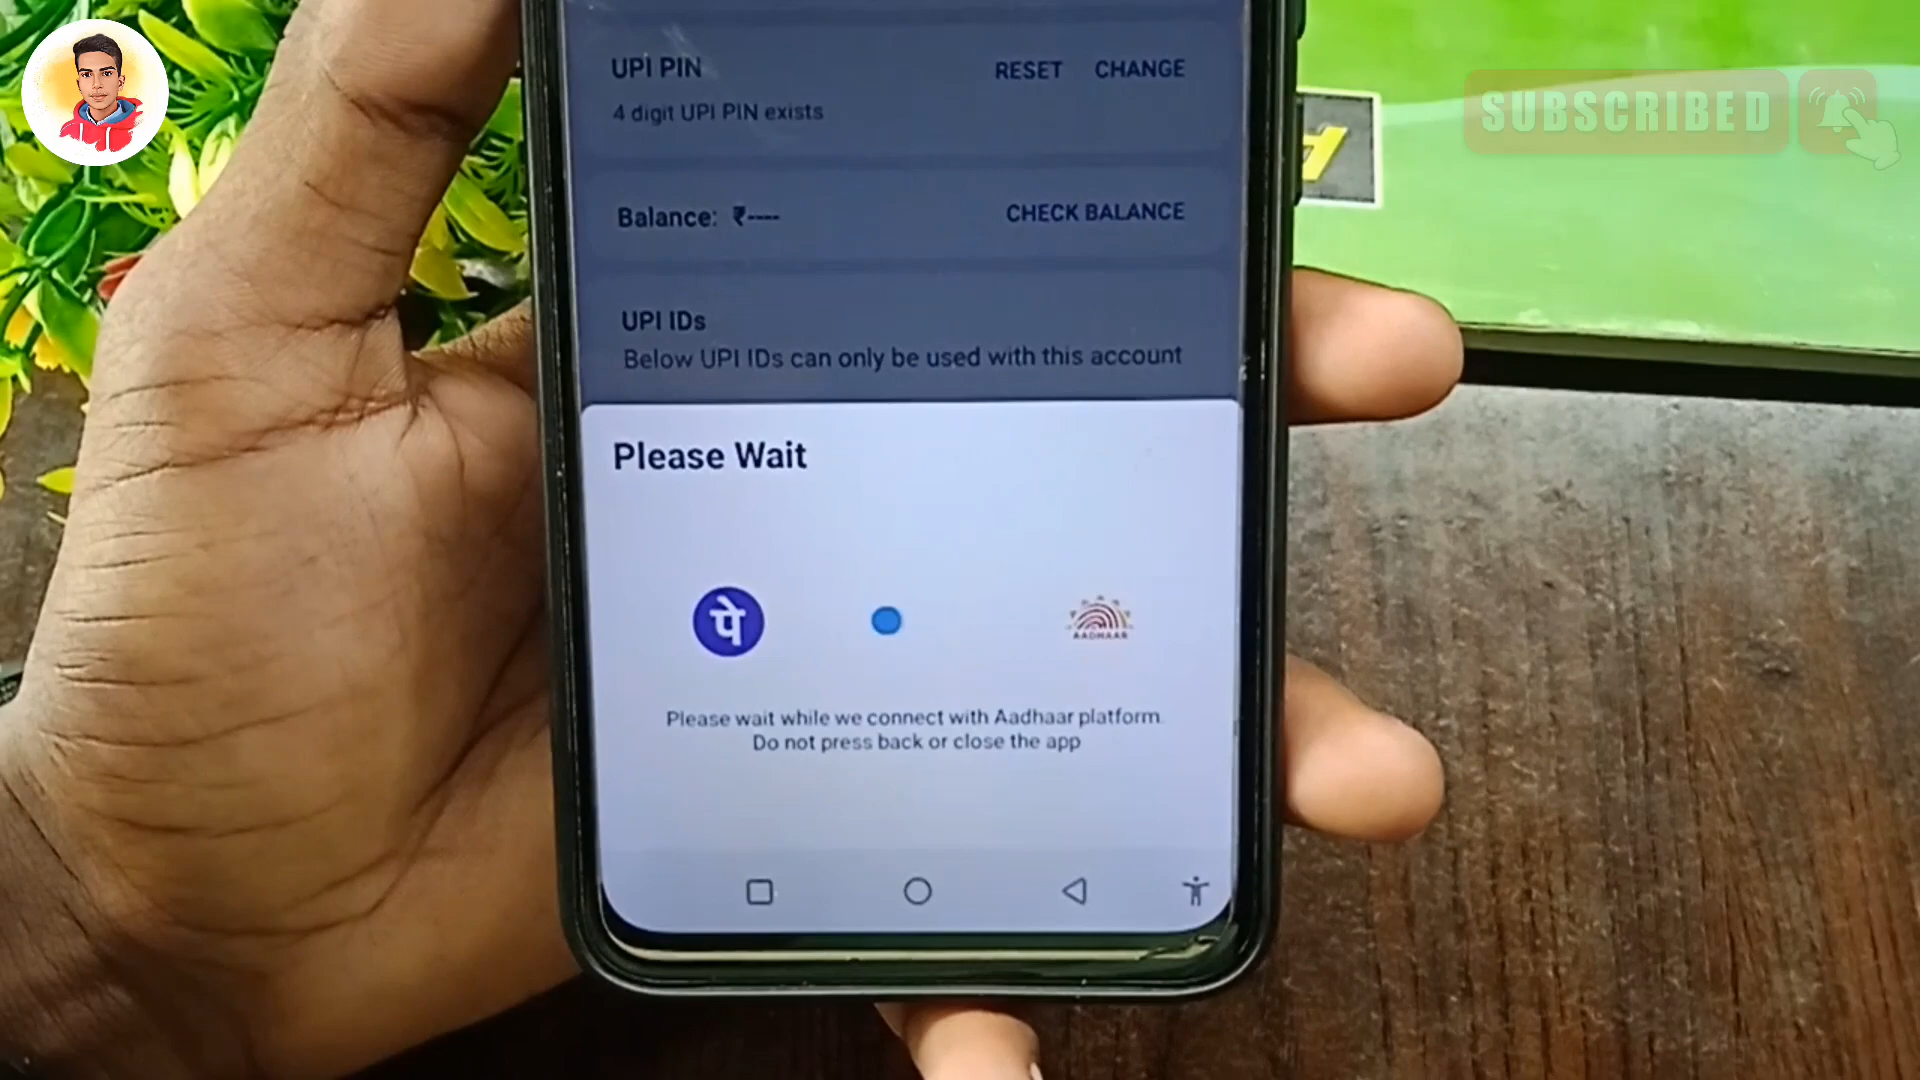 UPI PIN
RESET
CHANGE
4 digit UPI PIN exists
SUBSCRIBED
Balance: ₹----
CHECK BALANCE
UPI IDs
Below UPI IDs can only be used with this account
Please Wait
पे
AADHAAR
Please wait while we connect with Aadhaar platform.
Do not press back or close the app